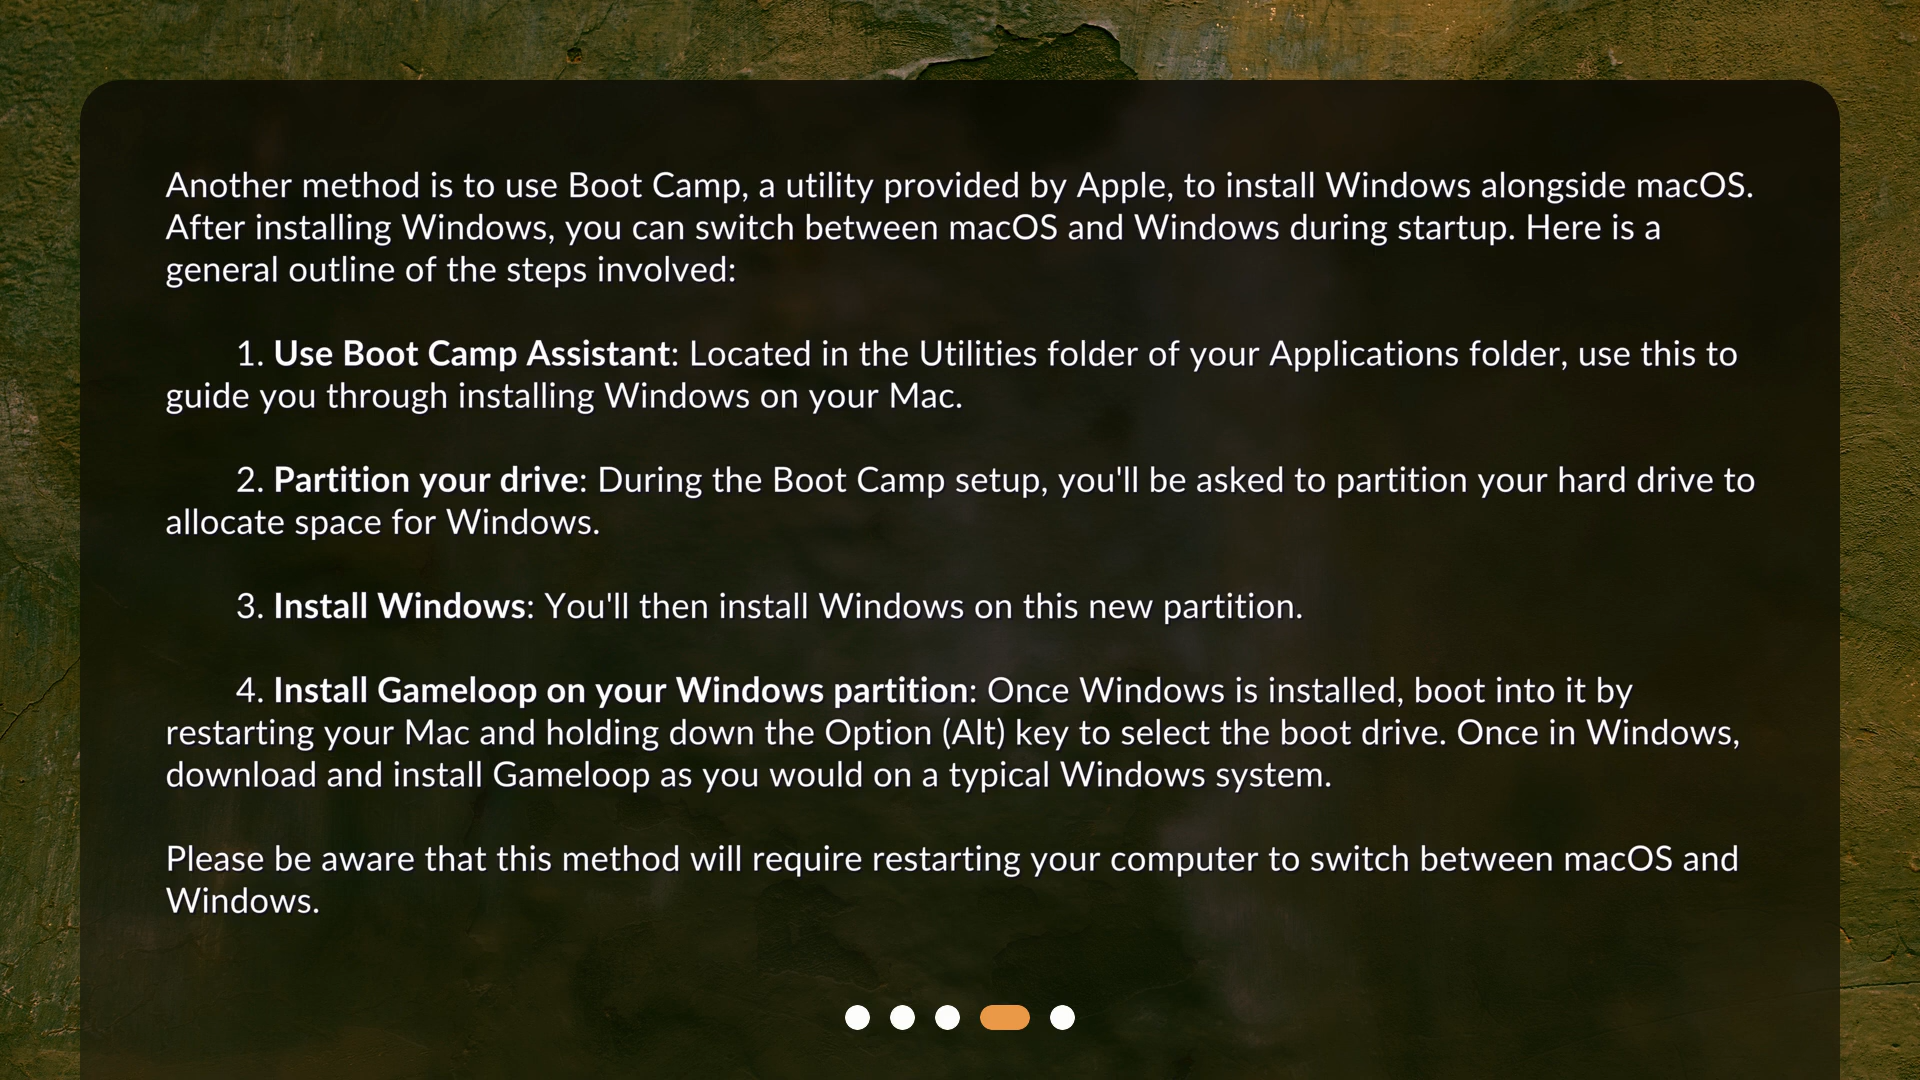 Another method is to use Boot Camp, a utility provided by Apple, to install Windows alongside macOS.
After installing Windows, you can switch between macOS and Windows during startup. Here is a
general outline of the steps involved:
1. Use Boot Camp Assistant: Located in the Utilities folder of your Applications folder, use this to
guide you through installing Windows on your Mac.
2. Partition your drive: During the Boot Camp setup, you'll be asked to partition your hard drive to
allocate space for Windows.
3. Install Windows: You'll then install Windows on this new partition.
4. Install Gameloop on your Windows partition: Once Windows is installed, boot into it by
restarting your Mac and holding down the Option (Alt) key to select the boot drive. Once in Windows,
download and install Gameloop as you would on a typical Windows system.
Please be aware that this method will require restarting your computer to switch between macOS and
Windows.